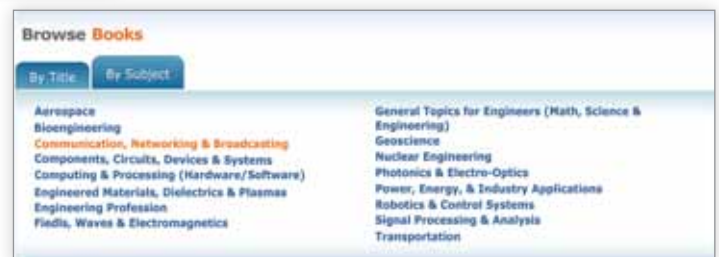 Browse Books
By Title
By Subject
Aerospace
Bioengineering
Communication, Networking & Broadcasting
Components, Circuits, Devices & Systems
Computing & Processing (Hardware/Software)
Engineered Materials, Dielectrics & Plasmas
Engineering Profession
Fiedls, Waves & Electromagnetics
General Topics for Engineers (Math, Science &
Engineering)
Geoscience
Nuclear Engineering
Photonics & Electro-Optics
Power, Energy, & Industry Applications
Robotics & Control Systems
Signal Processing & Analysis
Transportation